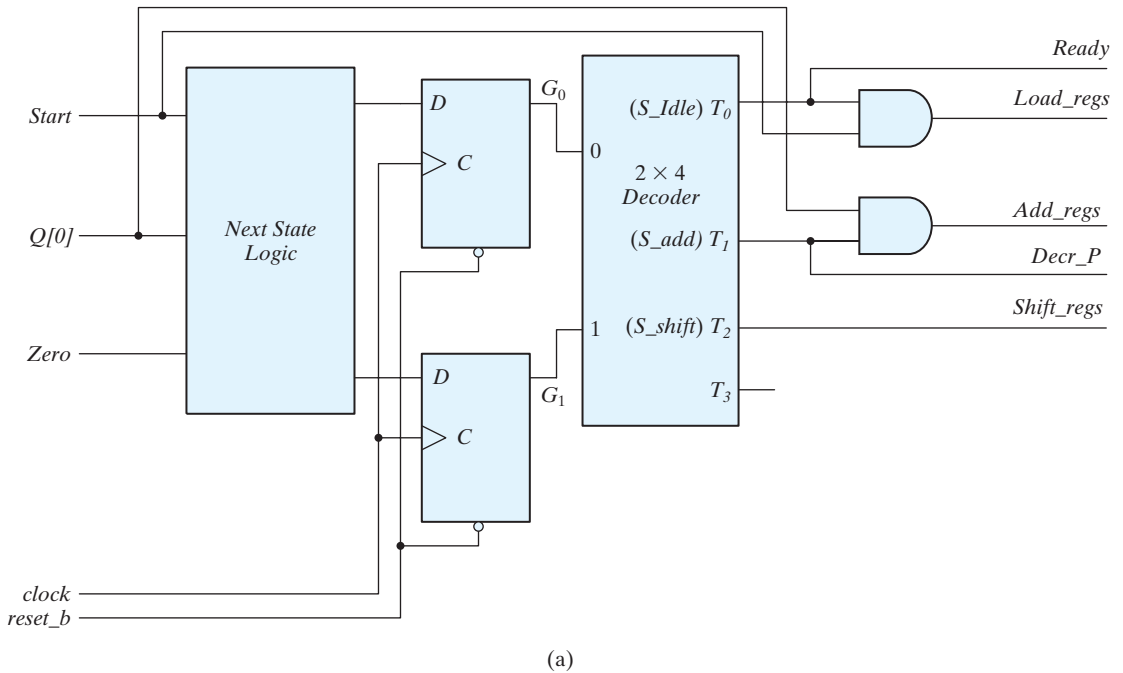 Ready
Load_regs
Start
D
G0
(S_Idle) T0
C
0
2 × 4
Decoder
Add_regs
Q[0]
Next State
Logic
(S_add) T1
Decr_P
Shift_regs
1
(S_shift) T2
Zero
D
G1
T3
C
clock
reset_b
(a)